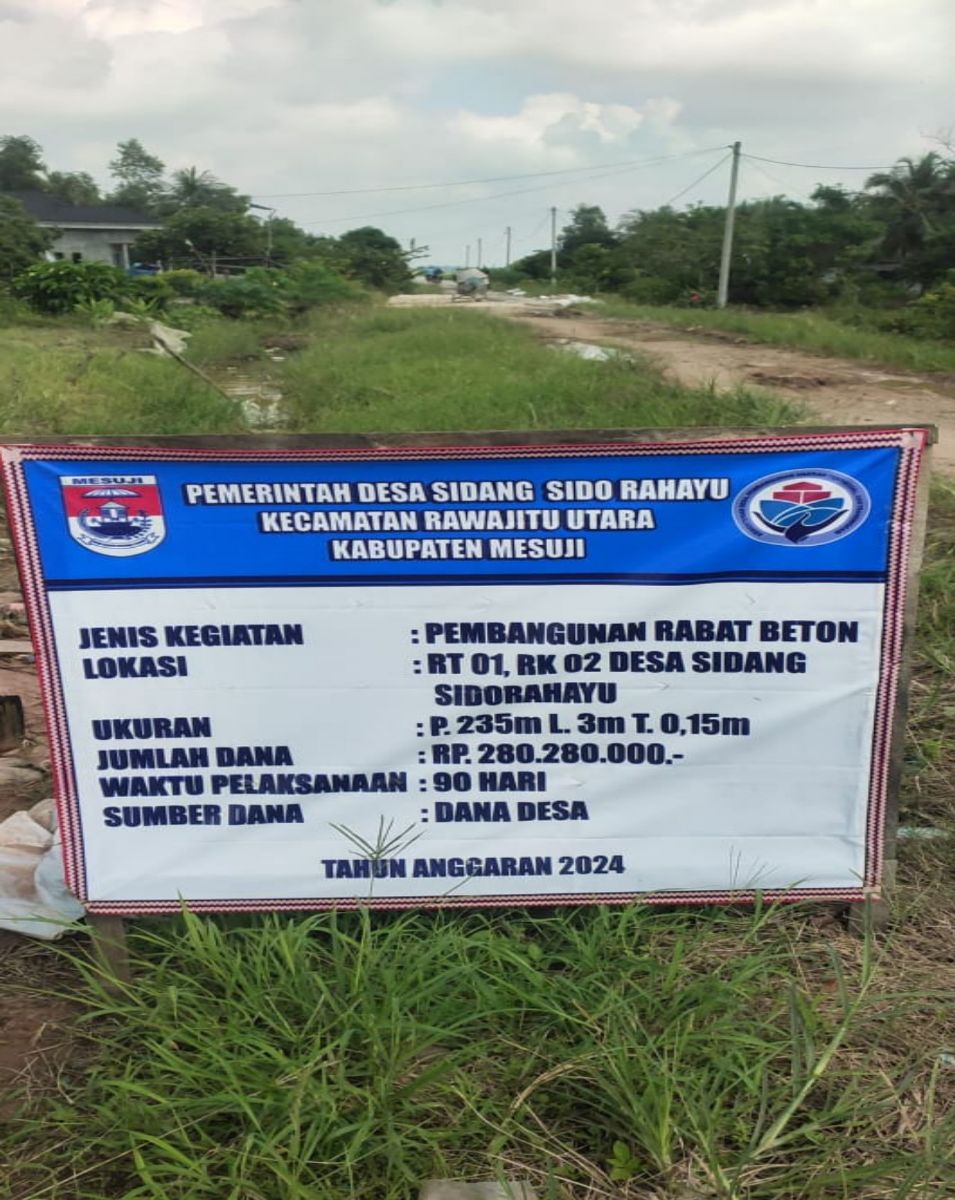 MESUJI
PEMERINTAH DESA SIDANG SIDO RAHAYU
KECAMATAN RAWAJITU UTARA
KABUPATEN MESUJI
JENIS KEGIATAN : PEMBANGUNAN RABAT BETON
LOKASI : RT 01, RK 02 DESA SIDANG
SIDORAHAYU
UKURAN : P. 235m L. 3m T. 0,15m
JUMLAH DANA : RP. 280.280.000.-
WAKTU PELAKSANAAN : 90 HARI
SUMBER DANA : DANA DESA
TAHUN ANGGARAN 2024